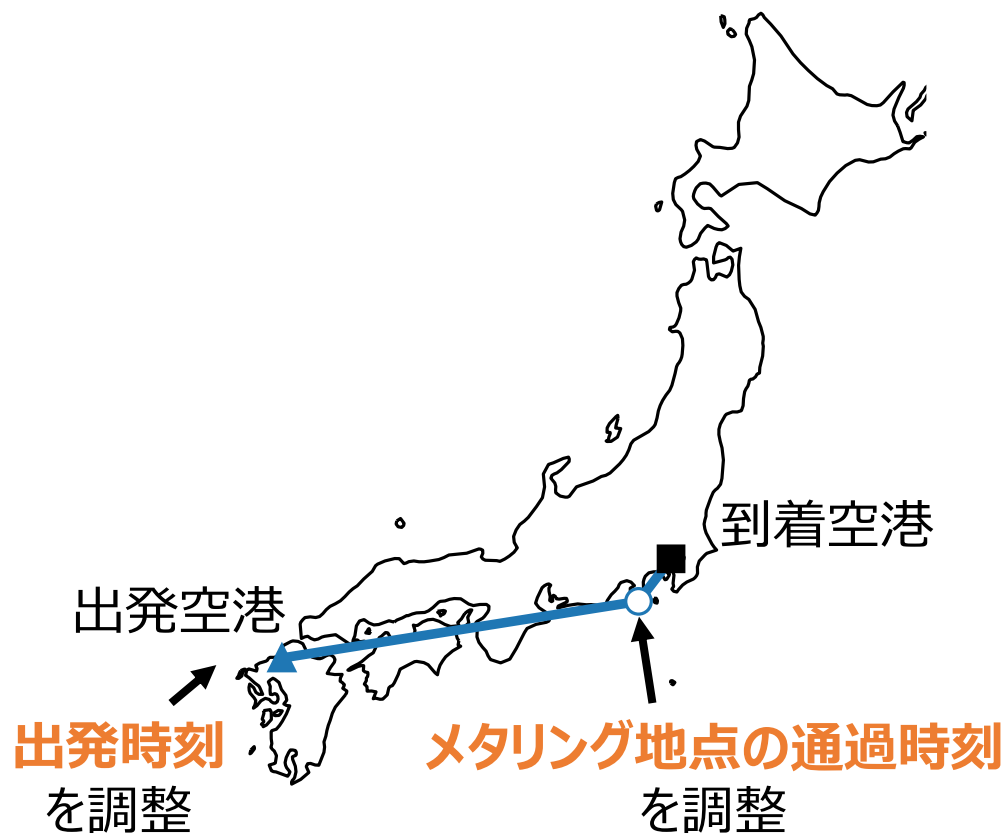 到着空港
出発空港
出発時刻
を調整
メタリング地点の通過時刻
を調整